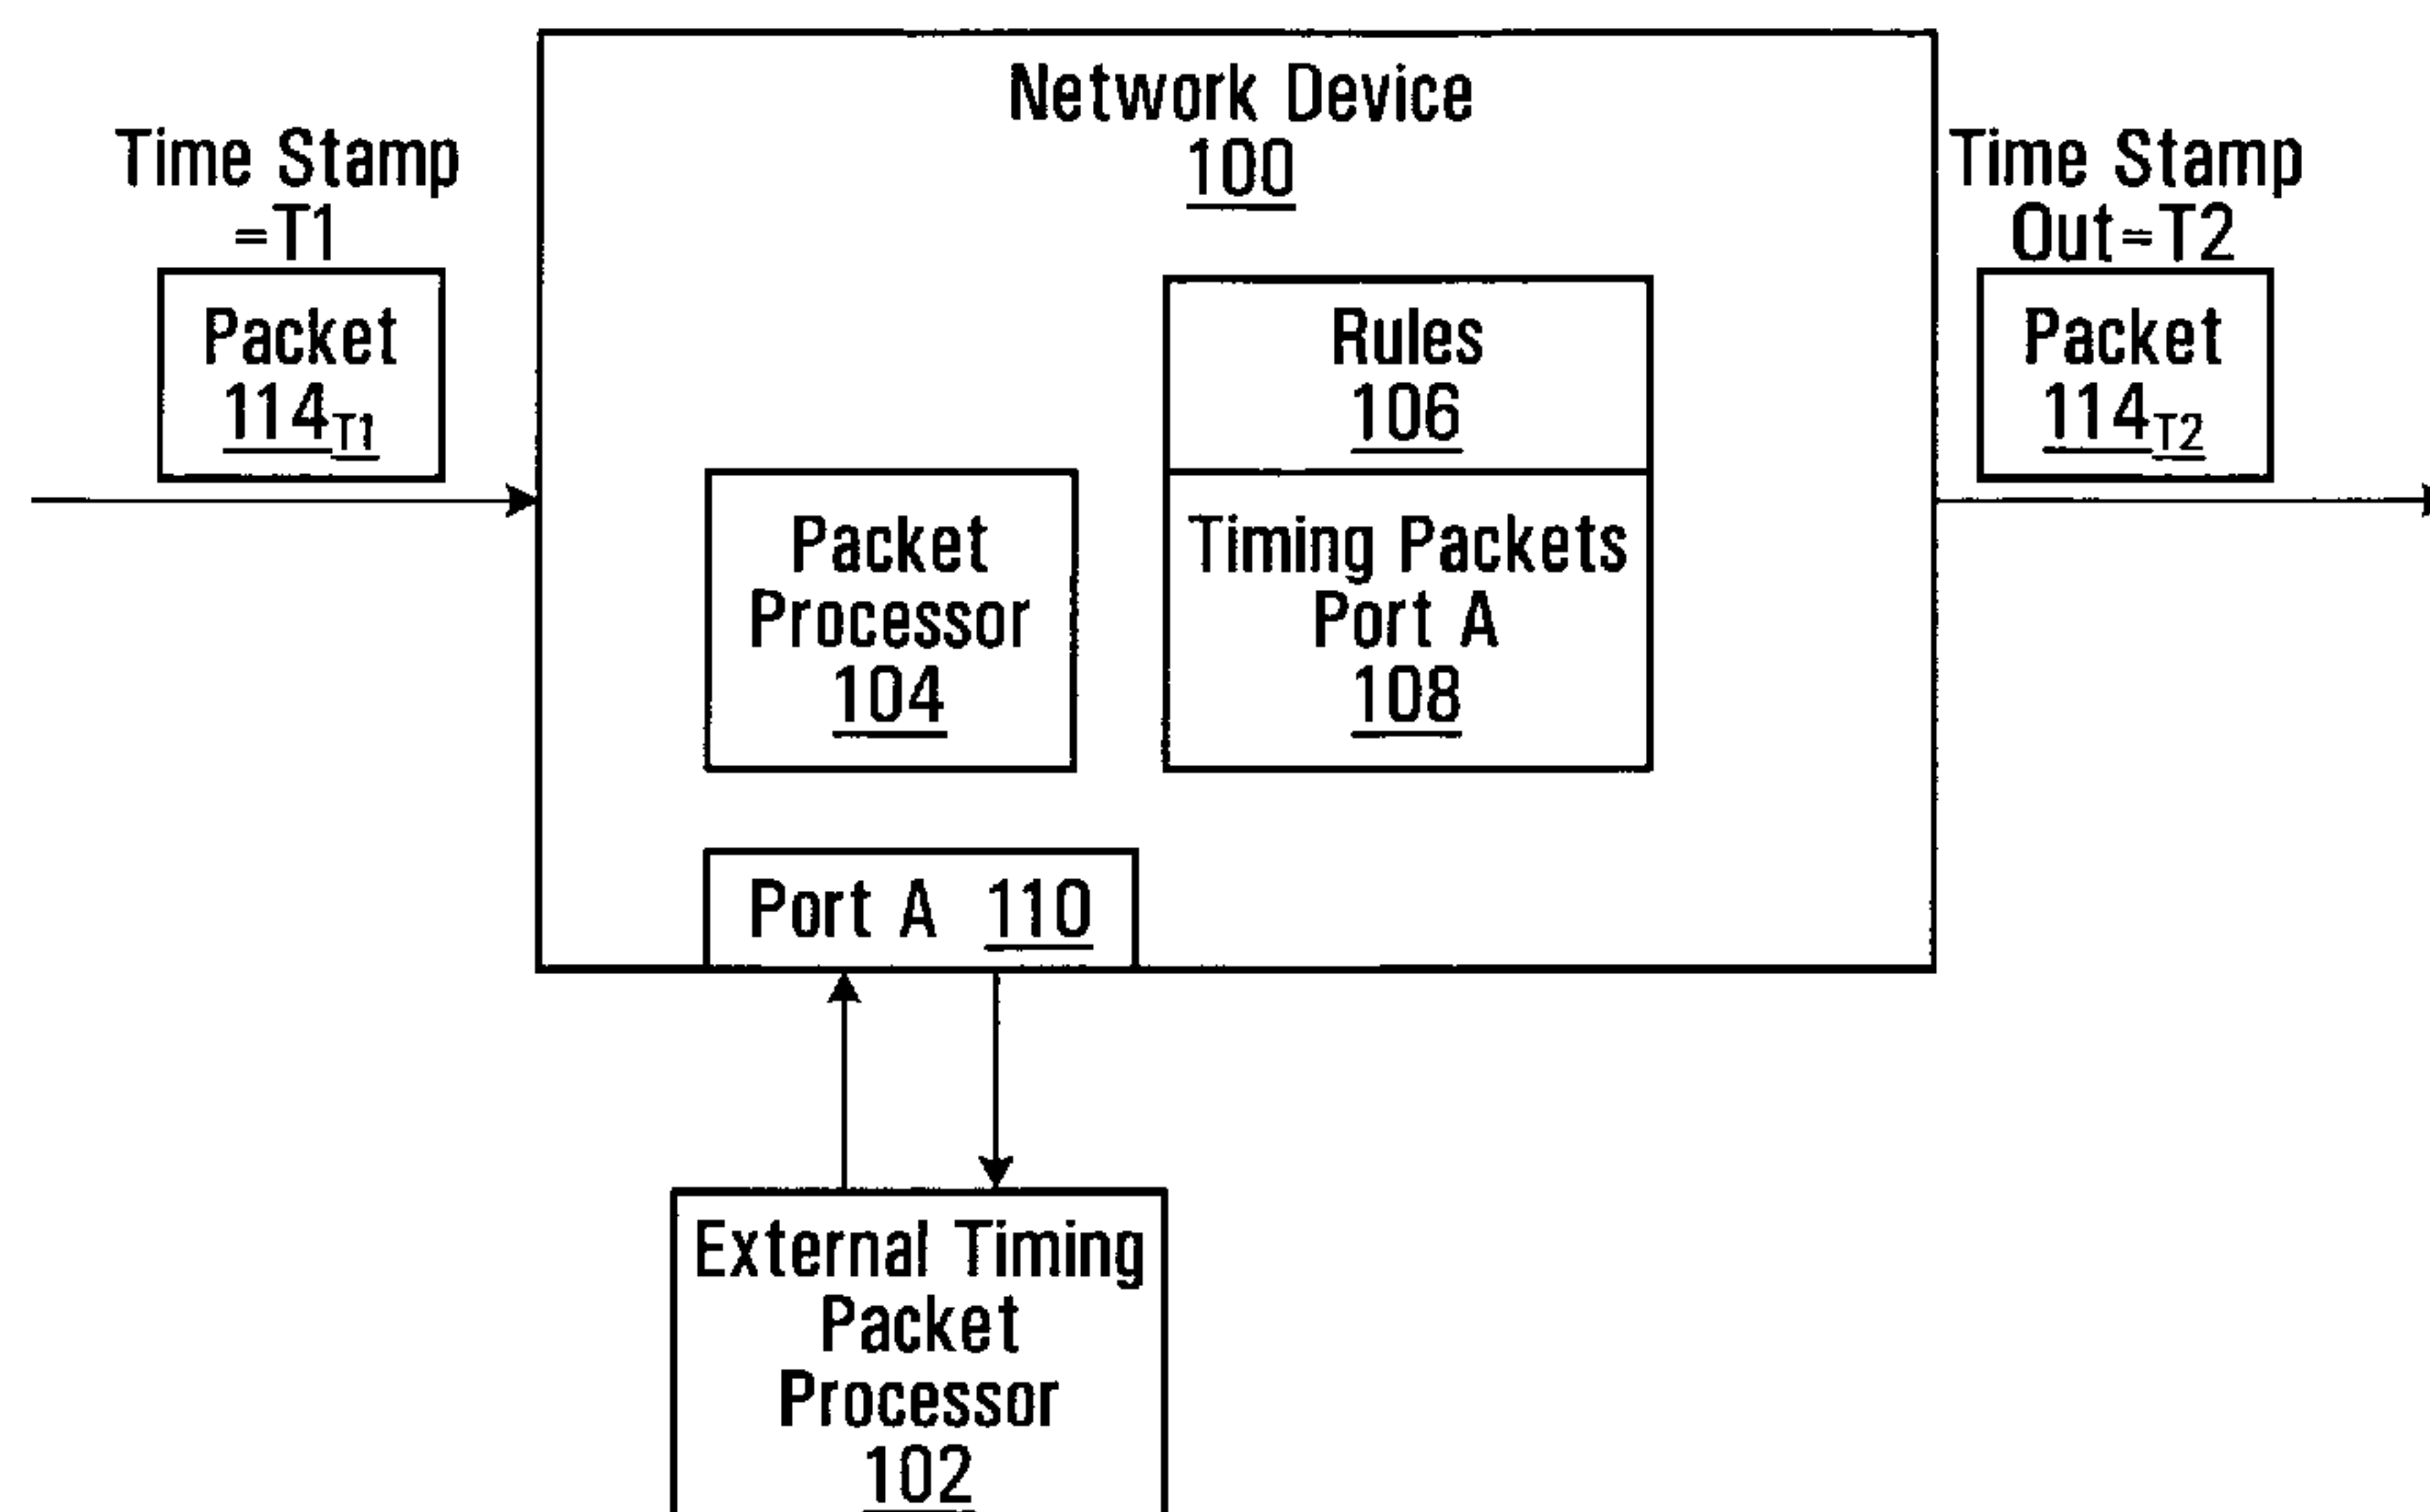 Network Device
100
Time Stamp
=T1
Packet
114T1
Time Stamp
Out=T2
Packet
114T2
Rules
106
Packet
Processor
104
Timing Packets
Port A
108
Port A 110
External Timing
Packet
Processor
102